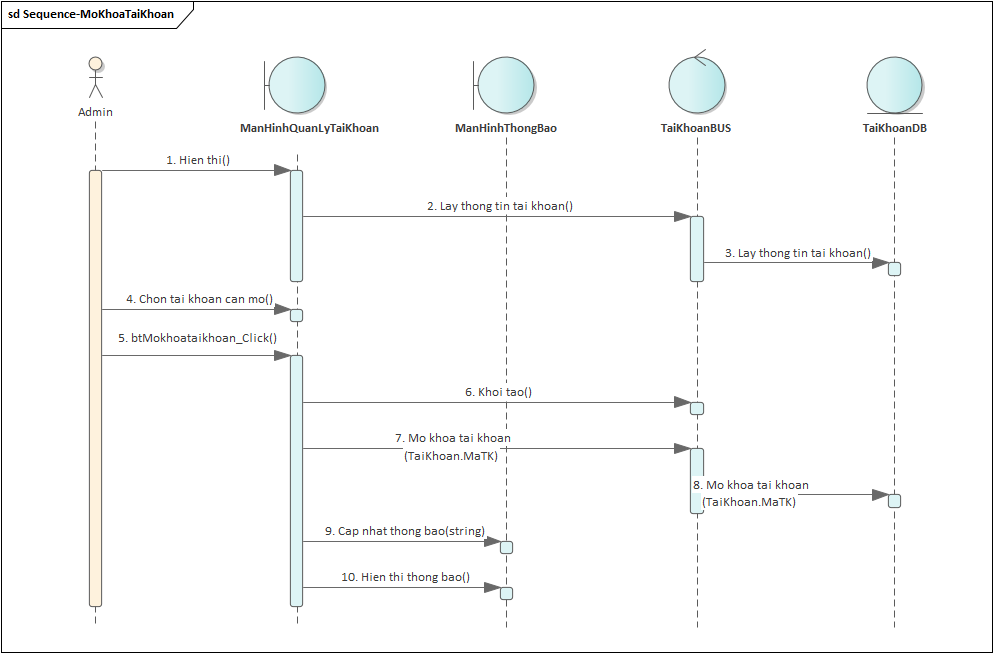 sd Sequence-MoKhoaTaiKhoan
Admin
ManHinhQuanLyTaiKhoan
ManHinhThongBao
TaiKhoanBUS
TaiKhoanDB
1. Hien thi()
2. Lay thong tin tai khoan()
3. Lay thong tin tai khoan()
4. Chon tai khoan can mo()
5. btMokhoataikhoan_Click()
6. Khoi tao()
7. Mo khoa tai khoan
(TaiKhoan.MaTK)
8. Mo khoa tai khoan
(TaiKhoan.MaTK)
9. Cap nhat thong bao(string)
10. Hien thi thong bao()